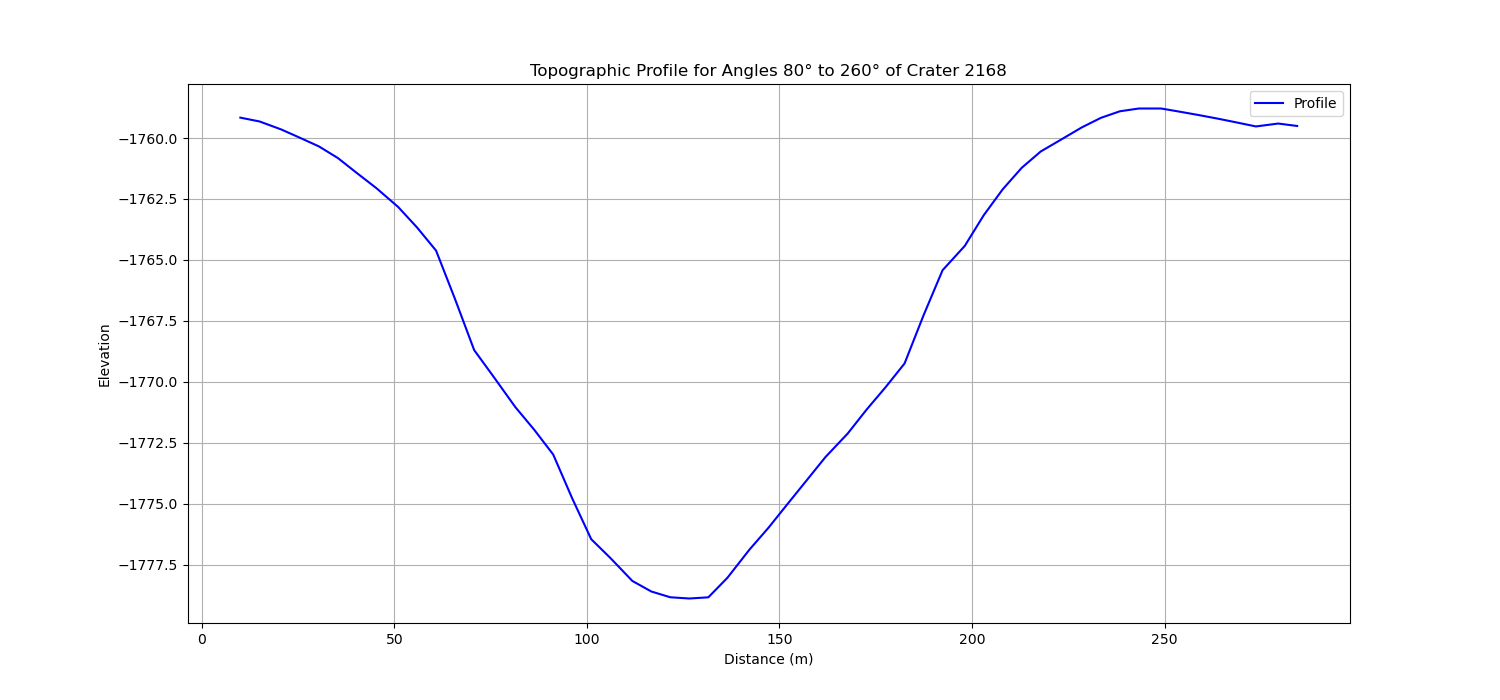 Topographic Profile for Angles 80° to 260° of Crater 2168
Profile
−1760.0
−1762.5
−1765.0
−1767.5
−1770.0
−1772.5
−1775.0
−1777.5
Elevation
0 50 100 150 200 250
Distance (m)